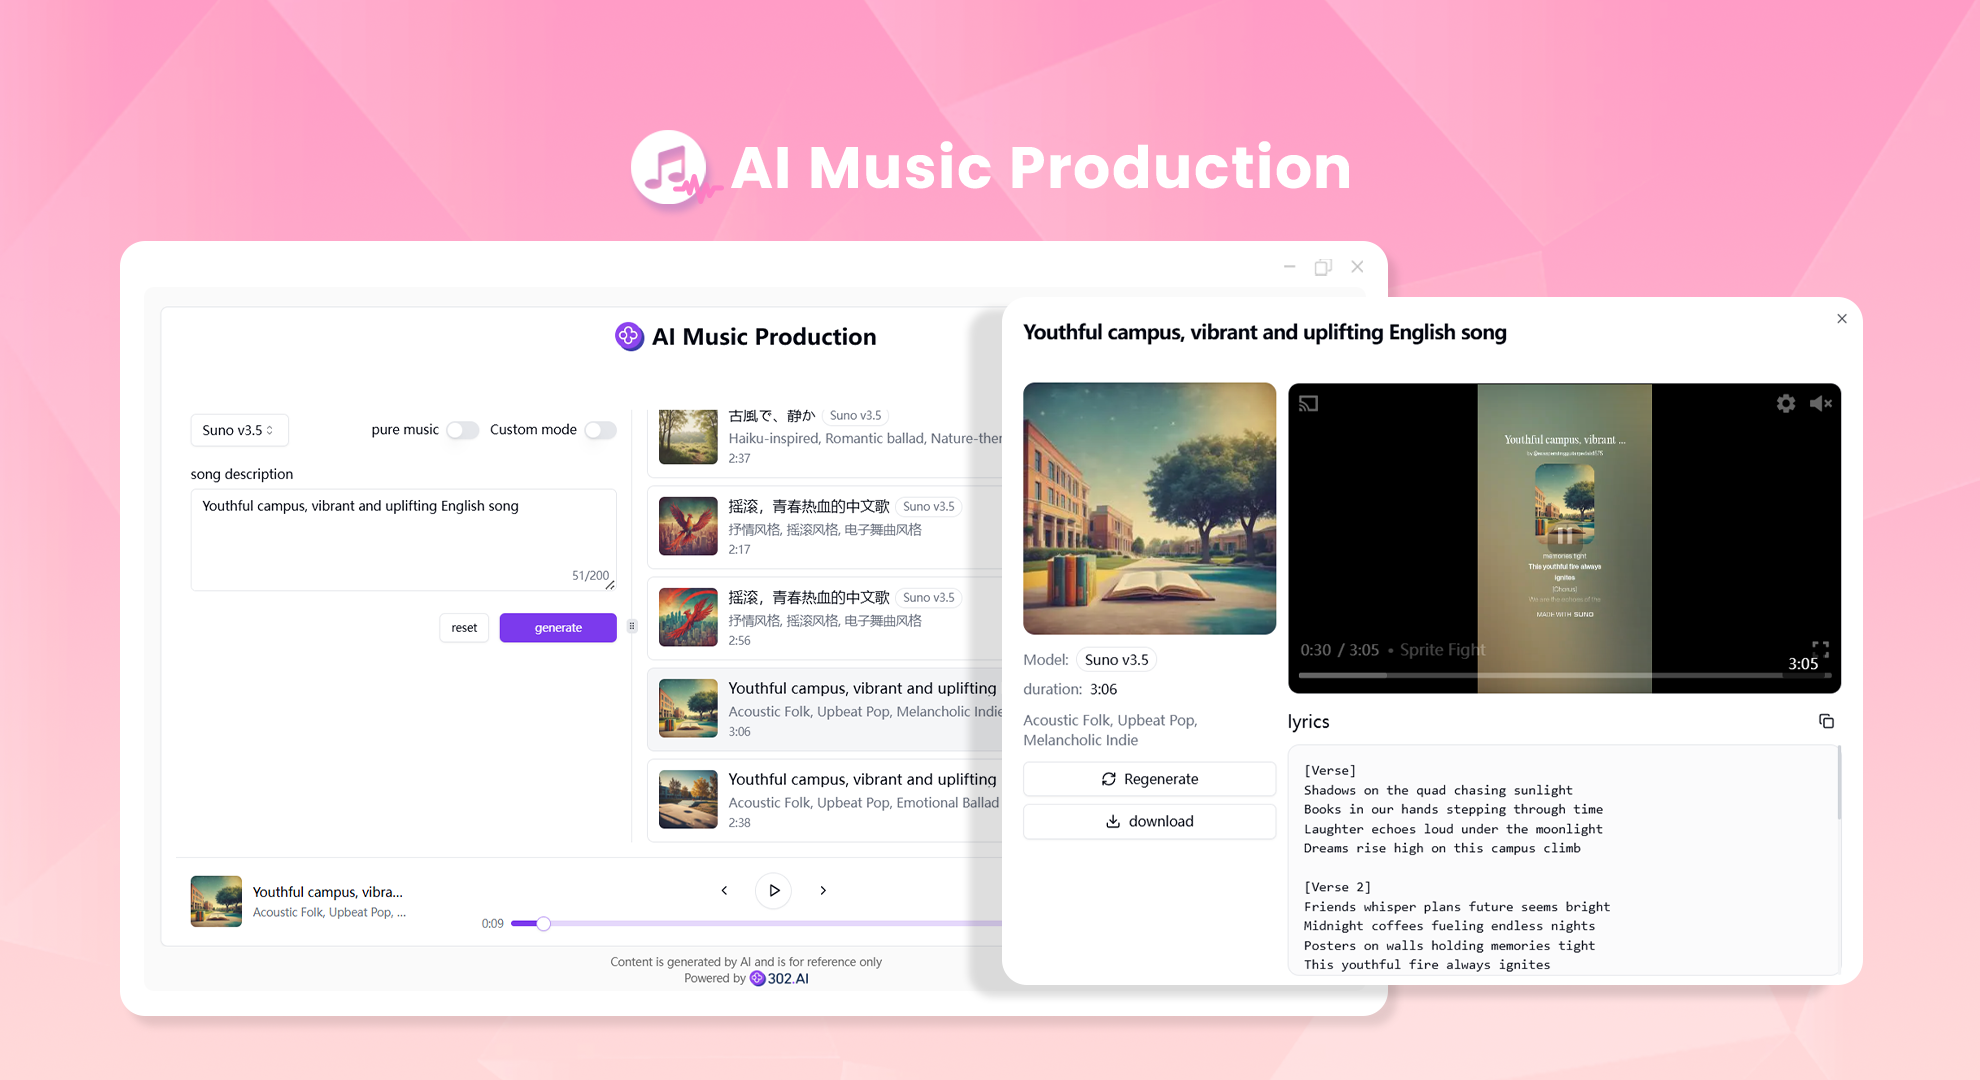 AI Music Production
AI Music Production
Suno v3.5
pure music
Custom mode
song description
Youthful campus, vibrant and uplifting English song
51/200
reset
generate
古風で、静か
Suno v3.5
Haiku-inspired, Romantic ballad, Nature-then
2:37
摇滚，青春热血的中文歌
Suno v3.5
抒情风格, 摇滚风格, 电子舞曲风格
2:17
摇滚，青春热血的中文歌
Suno v3.5
抒情风格, 摇滚风格, 电子舞曲风格
2:56
Youthful campus, vibrant and uplifting
Acoustic Folk, Upbeat Pop, Melancholic Indie
3:06
Youthful campus, vibrant and uplifting
Acoustic Folk, Upbeat Pop, Emotional Ballad
2:38
Youthful campus, vibra...
Acoustic Folk, Upbeat Pop, ...
0:09
Content is generated by AI and is for reference only
Powered by 302.AI
Youthful campus, vibrant and uplifting English song
Model: Suno v3.5
duration: 3:06
Acoustic Folk, Upbeat Pop,
Melancholic Indie
Regenerate
download
Youthful campus, vibrant ...
memories tight
This youthful fire always
ignites
[Chorus]
We are the
MADE WITH SUNO
0:30 / 3:05 • Sprite Fight
3:05
lyrics
[Verse]
Shadows on the quad chasing sunlight
Books in our hands stepping through time
Laughter echoes loud under the moonlight
Dreams rise high on this campus climb
[Verse 2]
Friends whisper plans future seems bright
Midnight coffees fueling endless nights
Posters on walls holding memories tight
This youthful fire always ignites